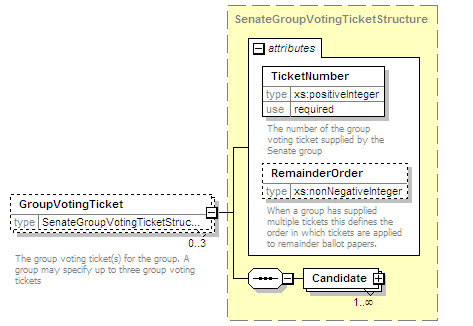 SenateGroupVotingTicketStructure
attributes
TicketNumber
type xs:positiveInteger
use required
The number of the group
voting ticket supplied by the
Senate group
RemainderOrder
type xs:nonNegativeInteger
When a group has supplied
multiple tickets this defines the
order in which tickets are applied
to remainder ballot papers.
GroupVotingTicket
type SenateGroupVotingTicketStruc...
0..3
The group voting ticket(s) for the group. A
group may specify up to three group voting
tickets
Candidate
1..∞